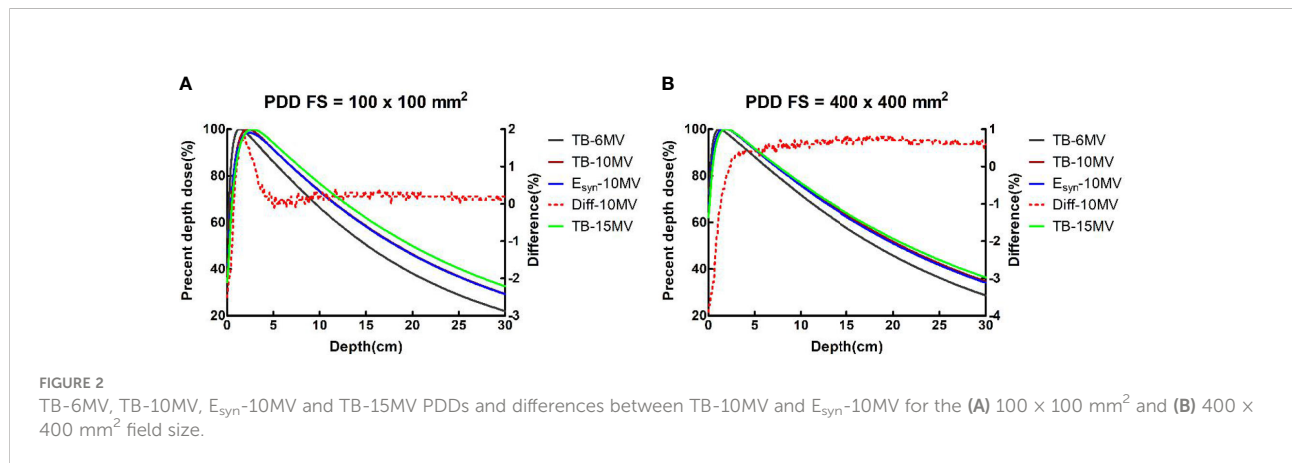 A
PDD FS = 100 x 100 mm²
Precent depth dose(%)
100
80
60
40
20
0 5 10 15 20 25 30
Depth(cm)
2
1
0
-1
-2
-3
Difference(%)
TB-6MV
TB-10MV
Esyn-10MV
Diff-10MV
TB-15MV
B
PDD FS = 400 x 400 mm²
Precent depth dose(%)
100
80
60
40
20
0 5 10 15 20 25 30
Depth(cm)
1
0
-1
-2
-3
-4
Difference(%)
TB-6MV
TB-10MV
Esyn-10MV
Diff-10MV
TB-15MV
FIGURE 2
TB-6MV, TB-10MV, Esyn-10MV and TB-15MV PDDs and differences between TB-10MV and Esyn-10MV for the (A) 100 × 100 mm² and (B) 400 ×
400 mm² field size.